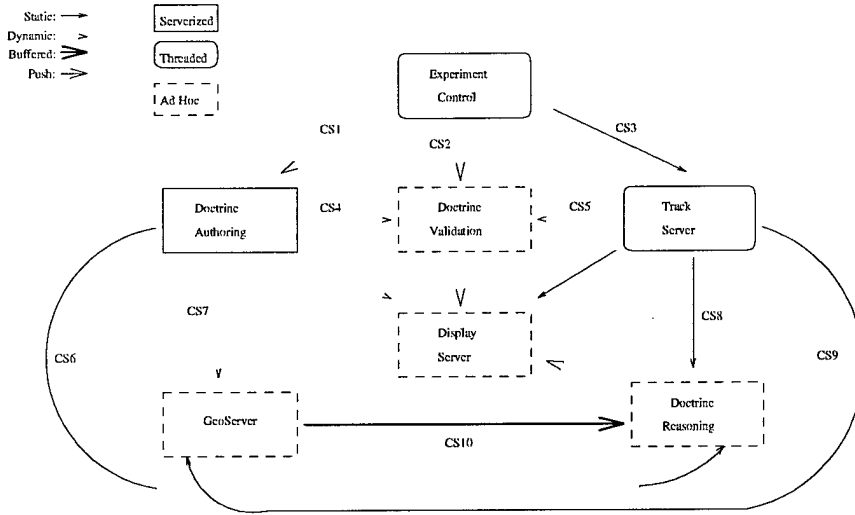 Static:
Dynamic:
Buffered:
Push:
Serverized
Threaded
Ad Hoc
Experiment
Control
CS1
CS2
CS3
Doctrine
Authoring
CS4
Doctrine
Validation
CS5
Track
Server
CS7
Display
Server
CS8
CS6
CS9
GeoServer
CS10
Doctrine
Reasoning